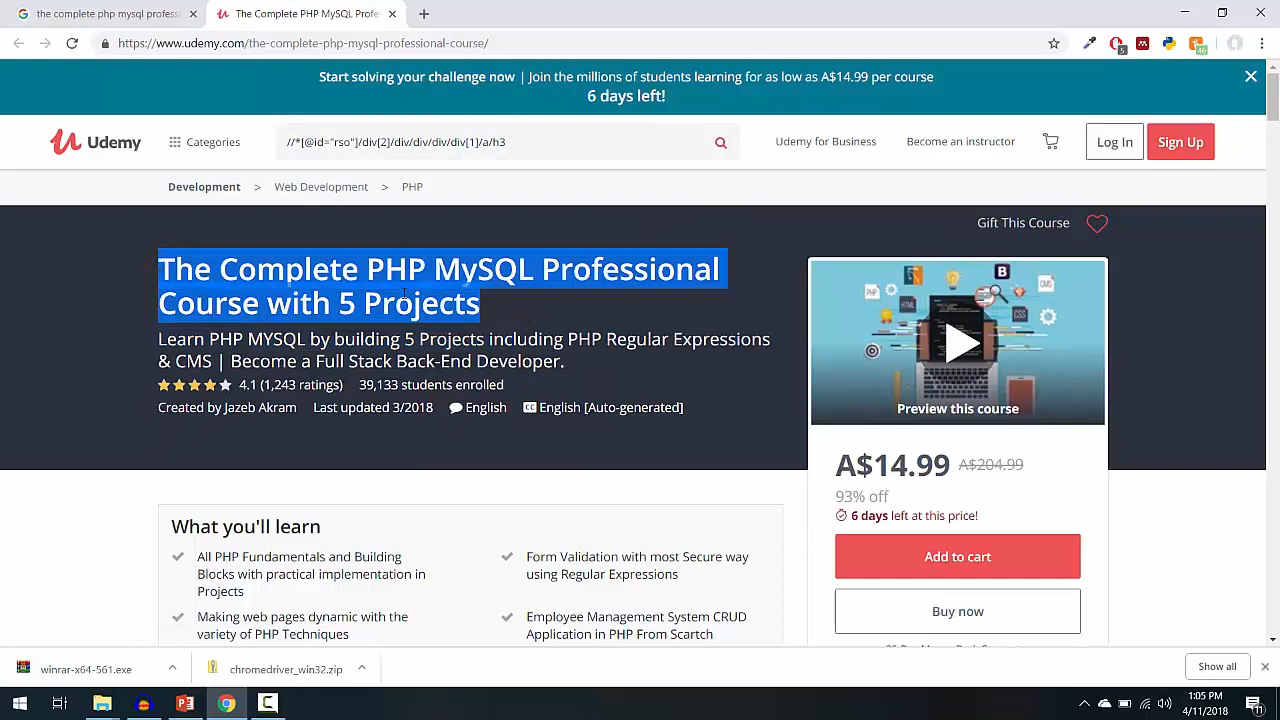 the complete php mysql profess
The Complete PHP MySQL Profe
https://www.udemy.com/the-complete-php-mysql-professional-course/
5
46
Start solving your challenge now | Join the millions of students learning for as low as A$14.99 per course
6 days left!
Udemy
Categories
//*[@id="rso"]/div[2]/div/div/div/div[1]/a/h3
Udemy for Business
Become an instructor
Log In
Sign Up
Development > Web Development > PHP
Gift This Course
The Complete PHP MySQL Professional
Course with 5 Projects
Learn PHP MYSQL by building 5 Projects including PHP Regular Expressions
& CMS | Become a Full Stack Back-End Developer.
4.1 (1,243 ratings) 39,133 students enrolled
Created by Jazeb Akram Last updated 3/2018 English CC English [Auto-generated]
PHP
HTML
B
CMS
CSS
Preview this course
A$14.99 A$204.99
93% off
6 days left at this price!
Add to cart
Buy now
What you'll learn
All PHP Fundamentals and Building
Blocks with practical implementation in
Projects
Form Validation with most Secure way
using Regular Expressions
Making web pages dynamic with the
variety of PHP Techniques
Employee Management System CRUD
Application in PHP From Scartch
winrar-x64-561.exe
chromedriver_win32.zip
Show all
1:05 PM
4/11/2018
11